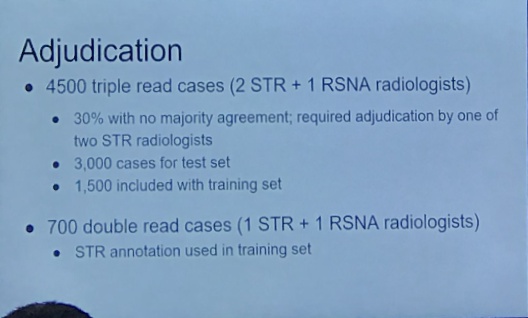 Adjudication
• 4500 triple read cases (2 STR + 1 RSNA radiologists)
• 30% with no majority agreement; required adjudication by one of
two STR radiologists
• 3,000 cases for test set
• 1,500 included with training set
• 700 double read cases (1 STR + 1 RSNA radiologists)
• STR annotation used in training set